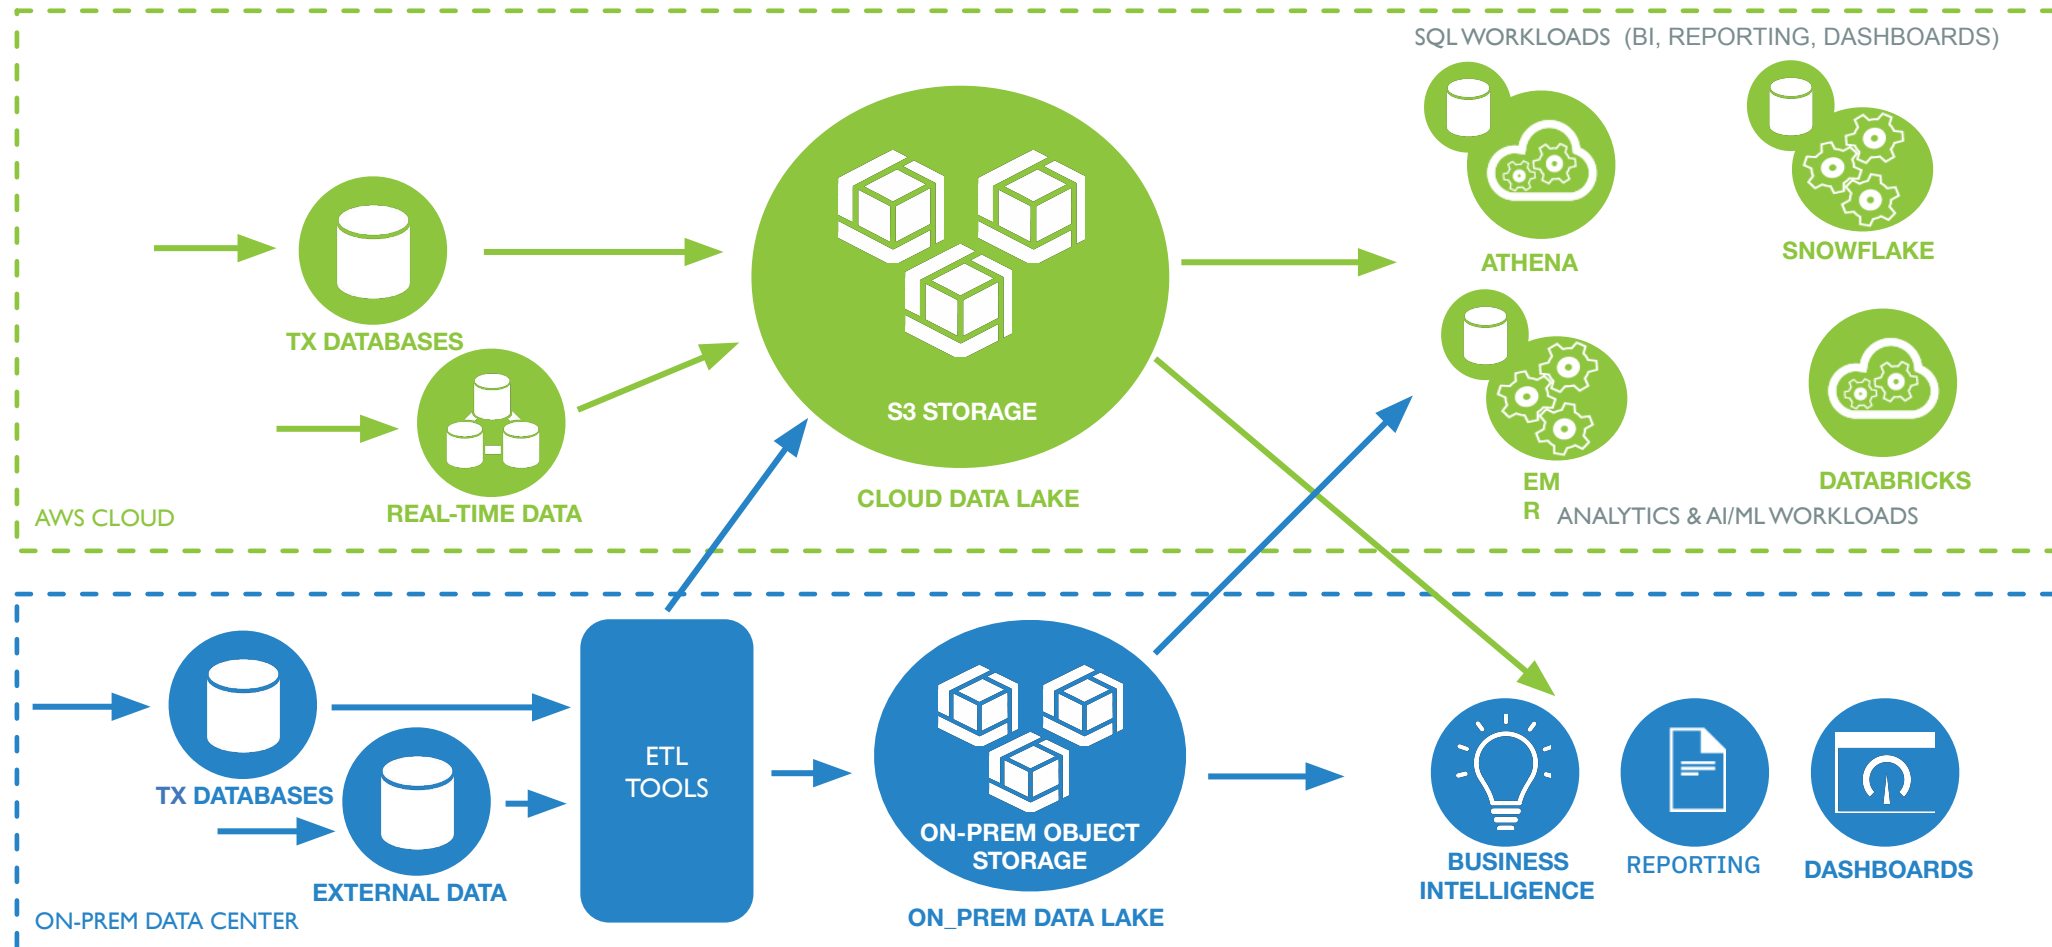 SQL WORKLOADS (BI, REPORTING, DASHBOARDS)
ATHENA
SNOWFLAKE
TX DATABASES
S3 STORAGE
EM
R
DATABRICKS
CLOUD DATA LAKE
REAL-TIME DATA
AWS CLOUD
ANALYTICS & AI/ML WORKLOADS
ETL
TOOLS
TX DATABASES
ON-PREM OBJECT
STORAGE
BUSINESS
INTELLIGENCE
REPORTING
DASHBOARDS
EXTERNAL DATA
ON_PREM DATA LAKE
ON-PREM DATA CENTER